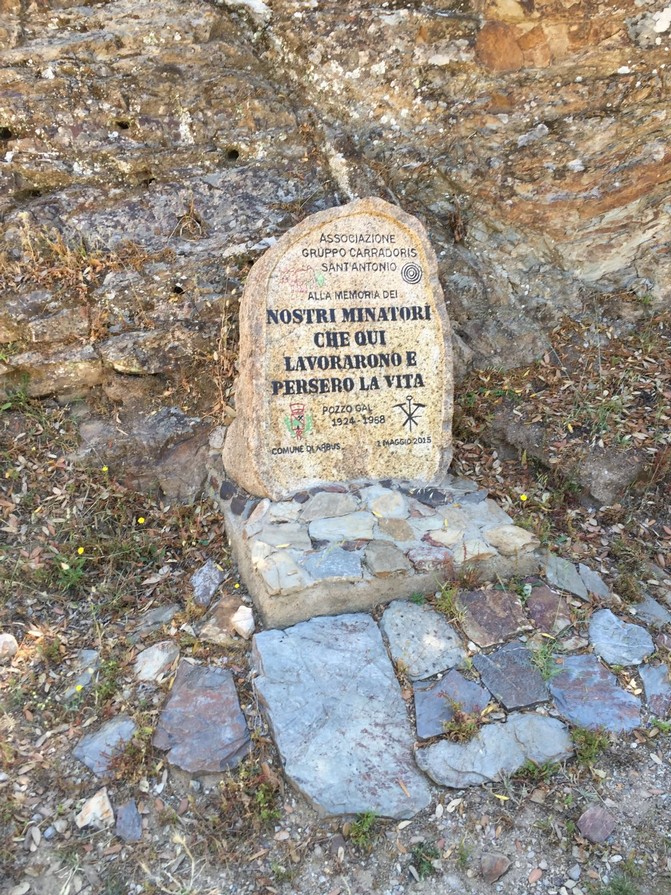 ASSOCIAZIONE
GRUPPO CARRADORIS
SANT'ANTONIO
ALLA MEMORIA DEI
NOSTRI MINATORI
CHE QUI
LAVORARONO E
PERSERO LA VITA
POZZO GAL
1924-1968
COMUNE DI ARBUS
1 MAGGIO 2015